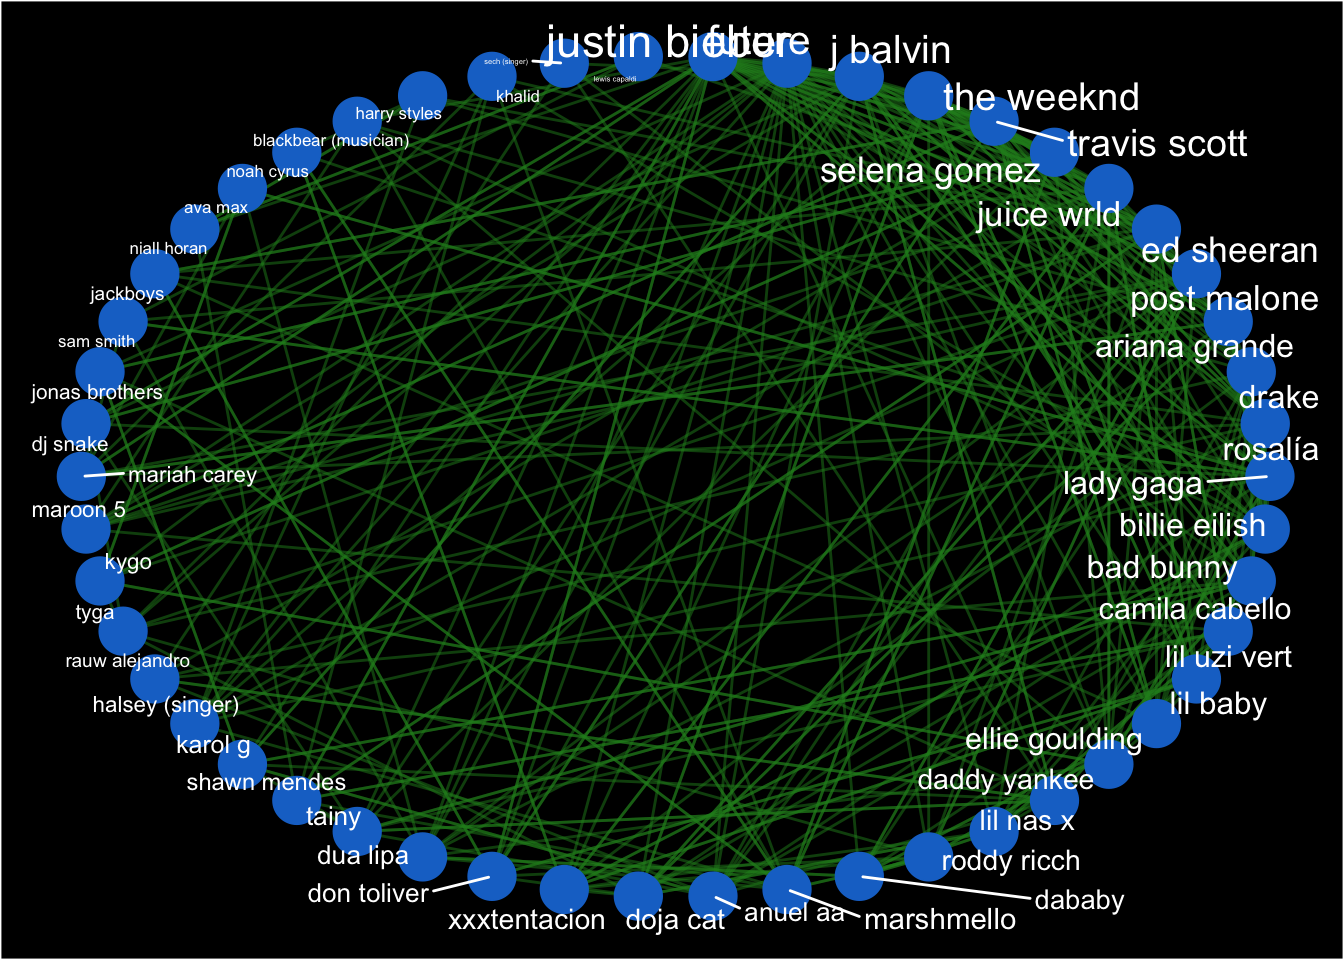 justin bieber
future
j balvin
sech (singer)
lewis capaldi
khalid
the weeknd
harry styles
blackbear (musician)
travis scott
noah cyrus
selena gomez
ava max
juice wrld
niall horan
ed sheeran
jackboys
post malone
sam smith
ariana grande
jonas brothers
drake
dj snake
rosalía
mariah carey
lady gaga
maroon 5
billie eilish
kygo
bad bunny
tyga
camila cabello
rauw alejandro
lil uzi vert
halsey (singer)
lil baby
karol g
ellie goulding
shawn mendes
daddy yankee
tainy
lil nas x
dua lipa
roddy ricch
don toliver
dababy
xxxtentacion
doja cat
anuel aa
marshmello